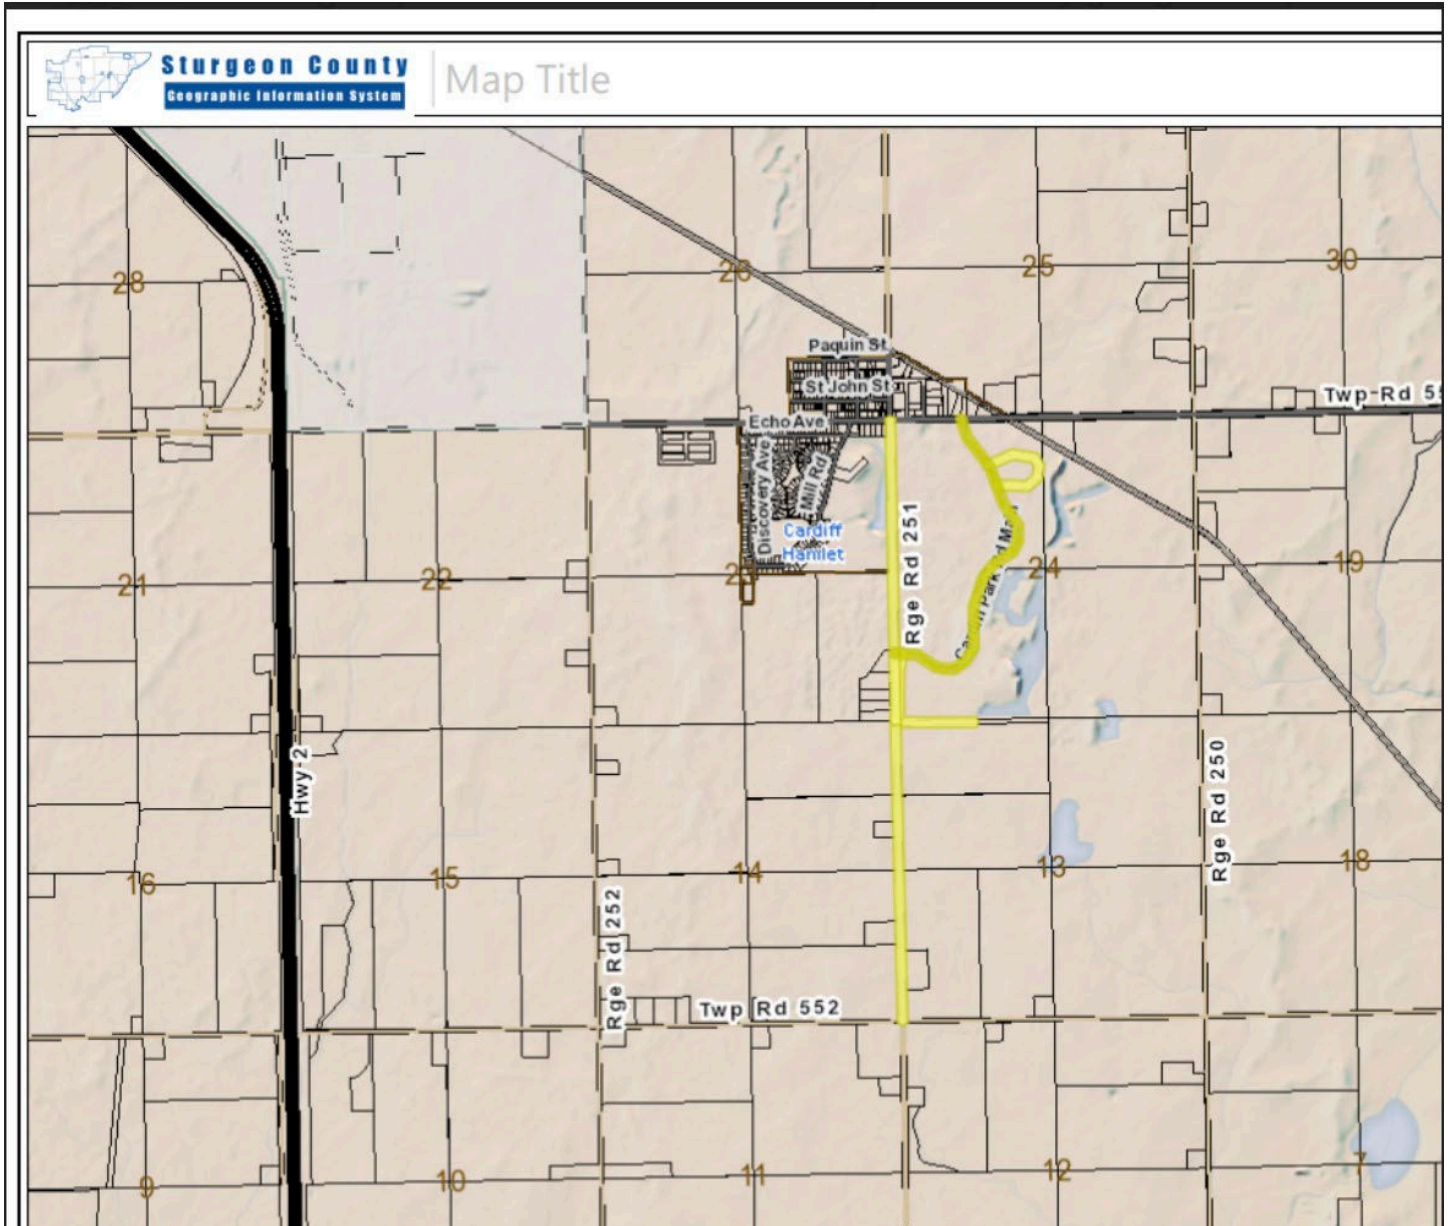 Sturgeon County
Geographic Information System
Map Title
28
26
25
30
Paquin St
St John St
Twp Rd 55
Echo Ave
Discovery Ave
Mill Rd
Cardiff
Hamlet
Rge Rd 251
Park Rd
21
22
24
19
Hwy 2
Rge Rd 250
16
15
14
13
18
Rge Rd 252
Twp Rd 552
9
10
11
12
7